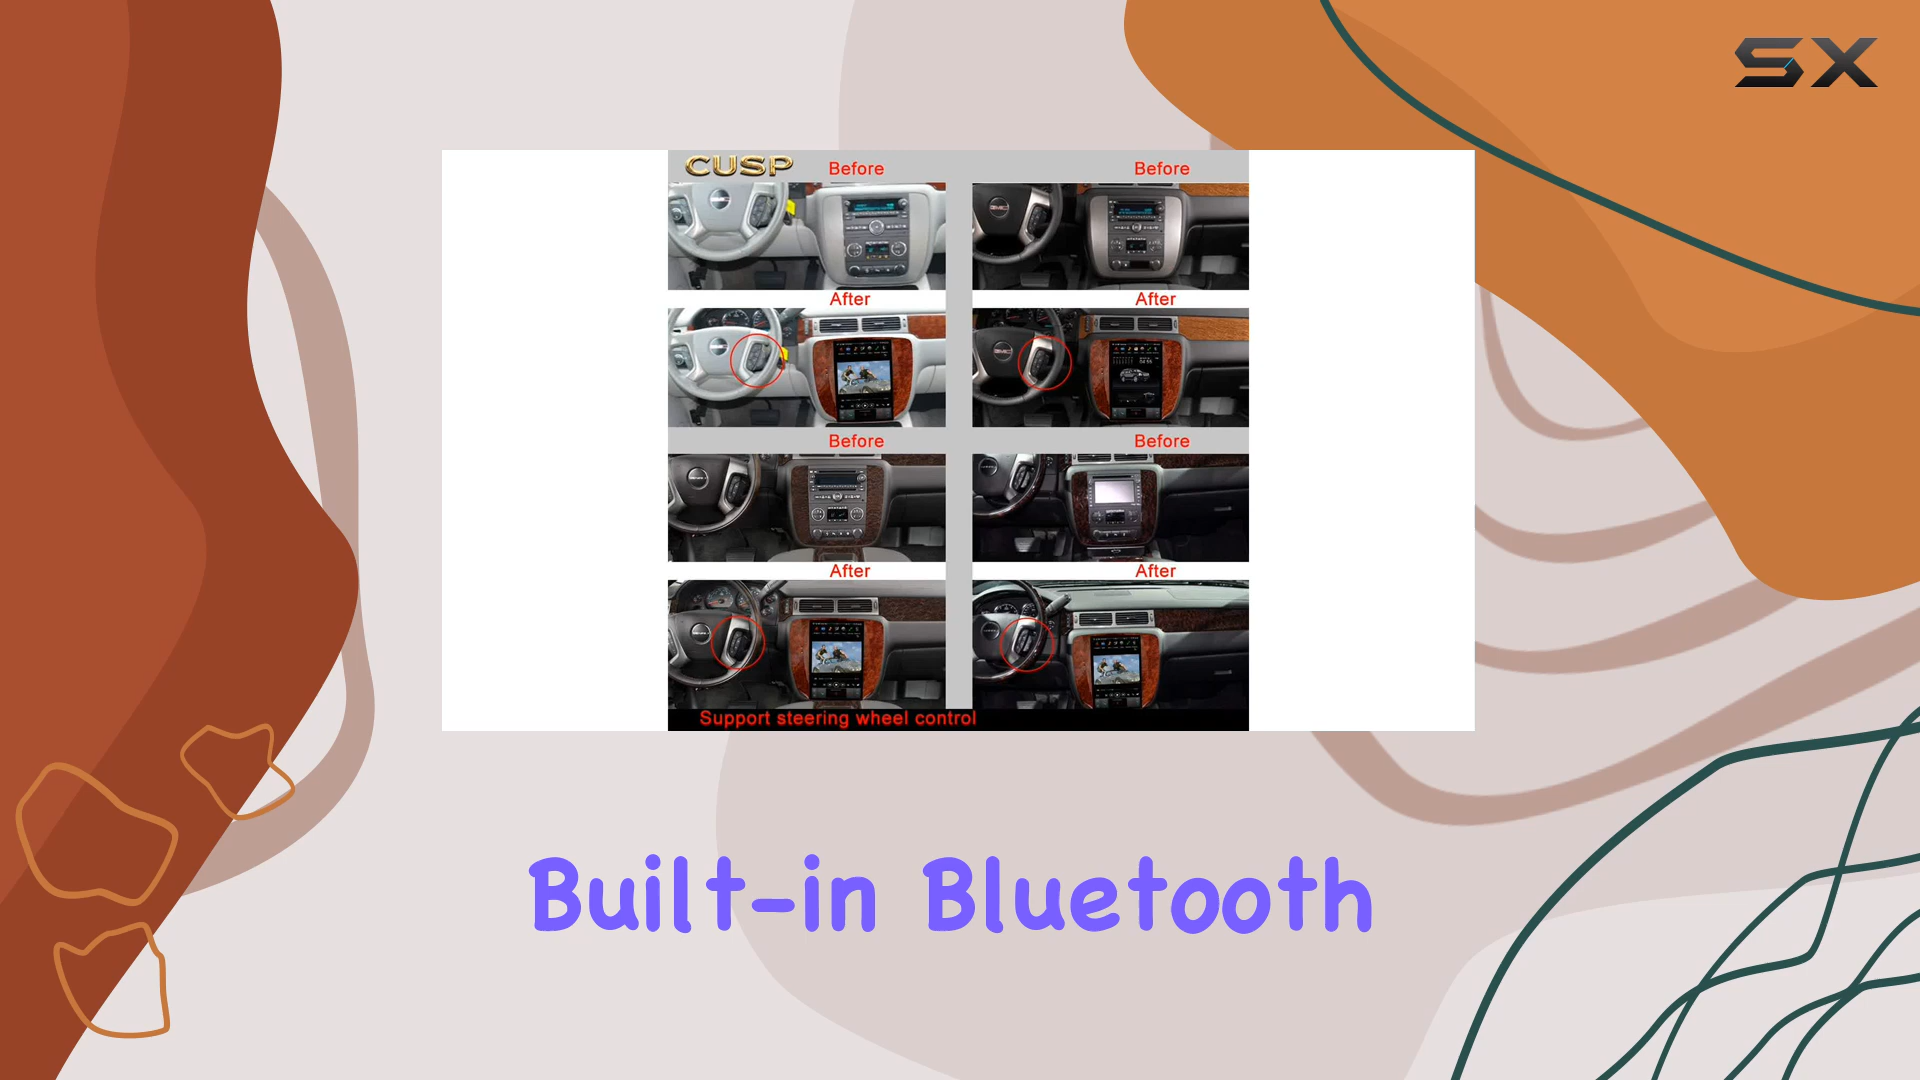 SX
CUSP Before Before
After After
Before Before
After After
Support steering wheel control
Built-in Bluetooth